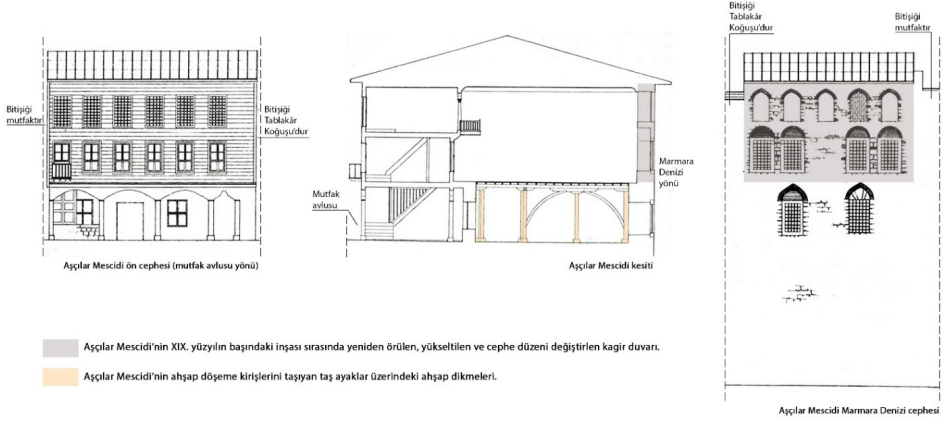 Bitişiği
mutfaktır
Bitişiği
Tablakâr
Koğuşu'dur
Aşçılar Mescidi ön cephesi (mutfak avlusu yönü)
Mutfak
avlusu
Marmara
Denizi
yönü
Aşçılar Mescidi kesiti
Bitişiği
Tablakâr
Koğuşu'dur
Bitişiği
mutfaktır
Aşçılar Mescidi'nin XIX. yüzyılın başındaki inşası sırasında yeniden örülen, yükseltilen ve cephe düzeni değiştirlen kagir duvarı.
Aşçılar Mescidi'nin ahşap döşeme kirişlerini taşıyan taş ayaklar üzerindeki ahşap dikmeleri.
Aşçılar Mescidi Marmara Denizi cephesi